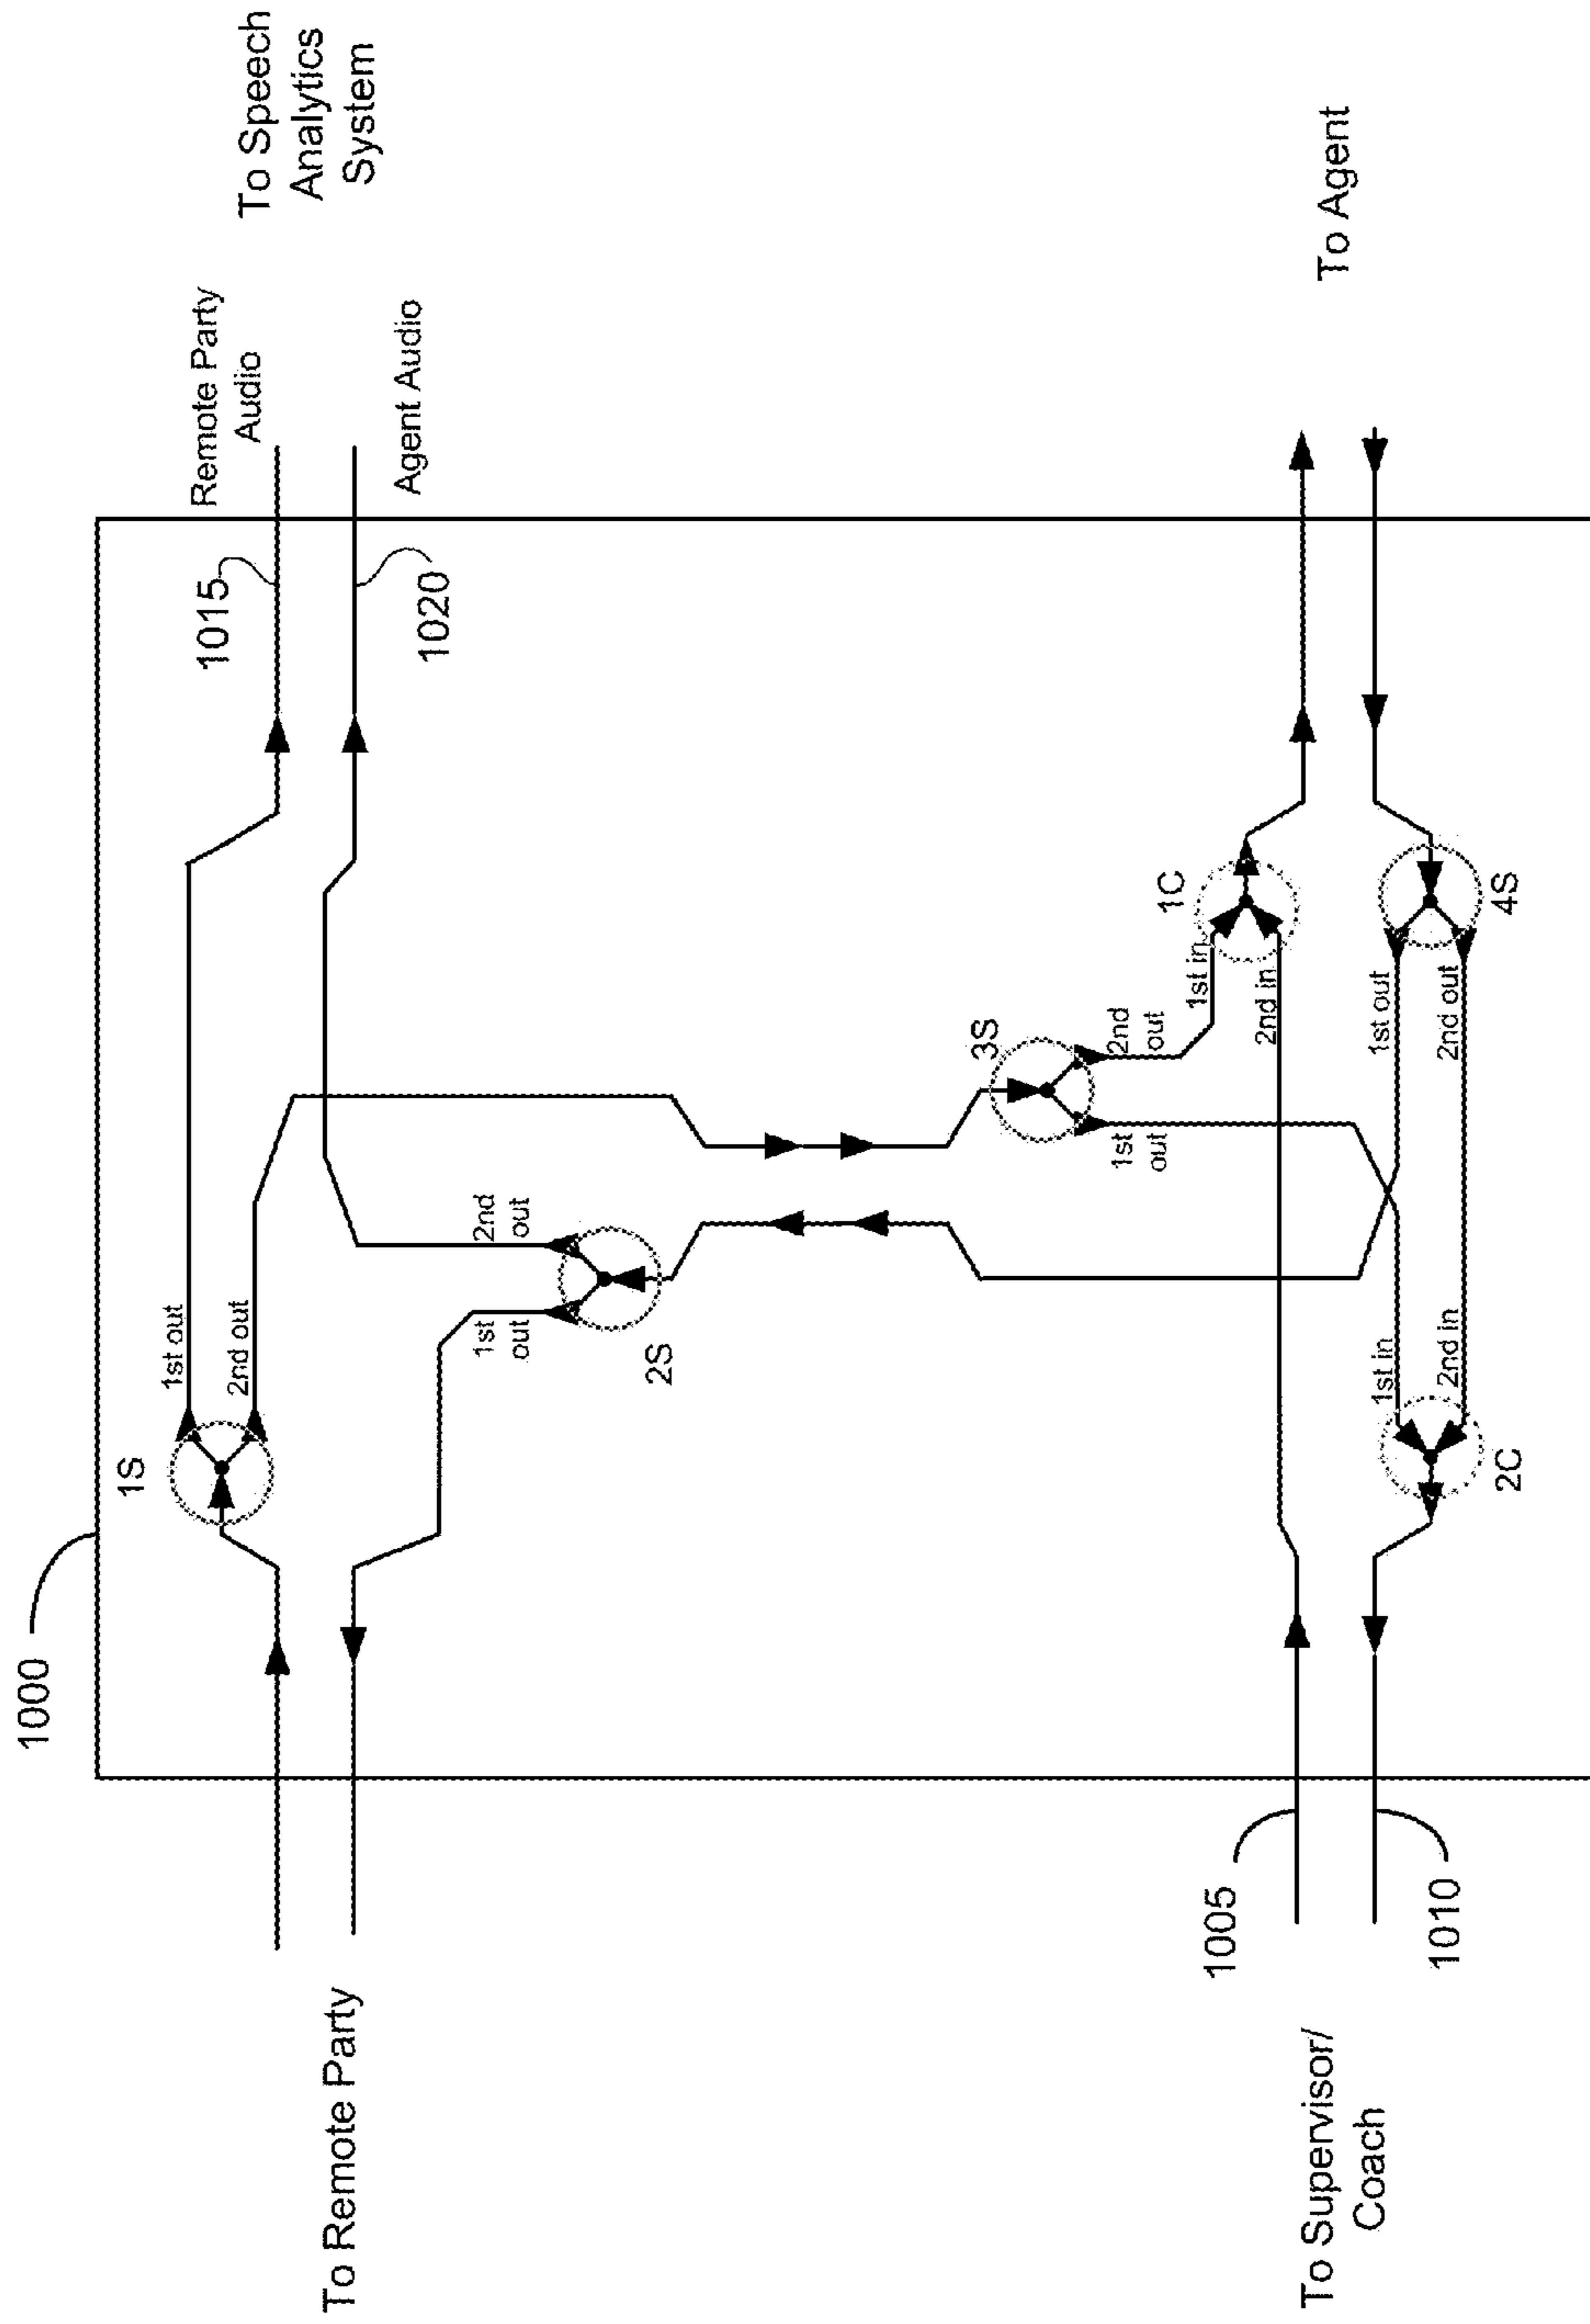 1000
To Remote Party
To Speech
Analytics
System
Remote Party
Audio
Agent Audio
1015
1020
1S
1st out
2nd out
2S
1st
out
2nd
out
3S
1st
out
2nd
out
1C
1st in
2nd in
4S
1st out
2nd out
2C
1st in
2nd in
To Agent
1005
1010
To Supervisor/
Coach